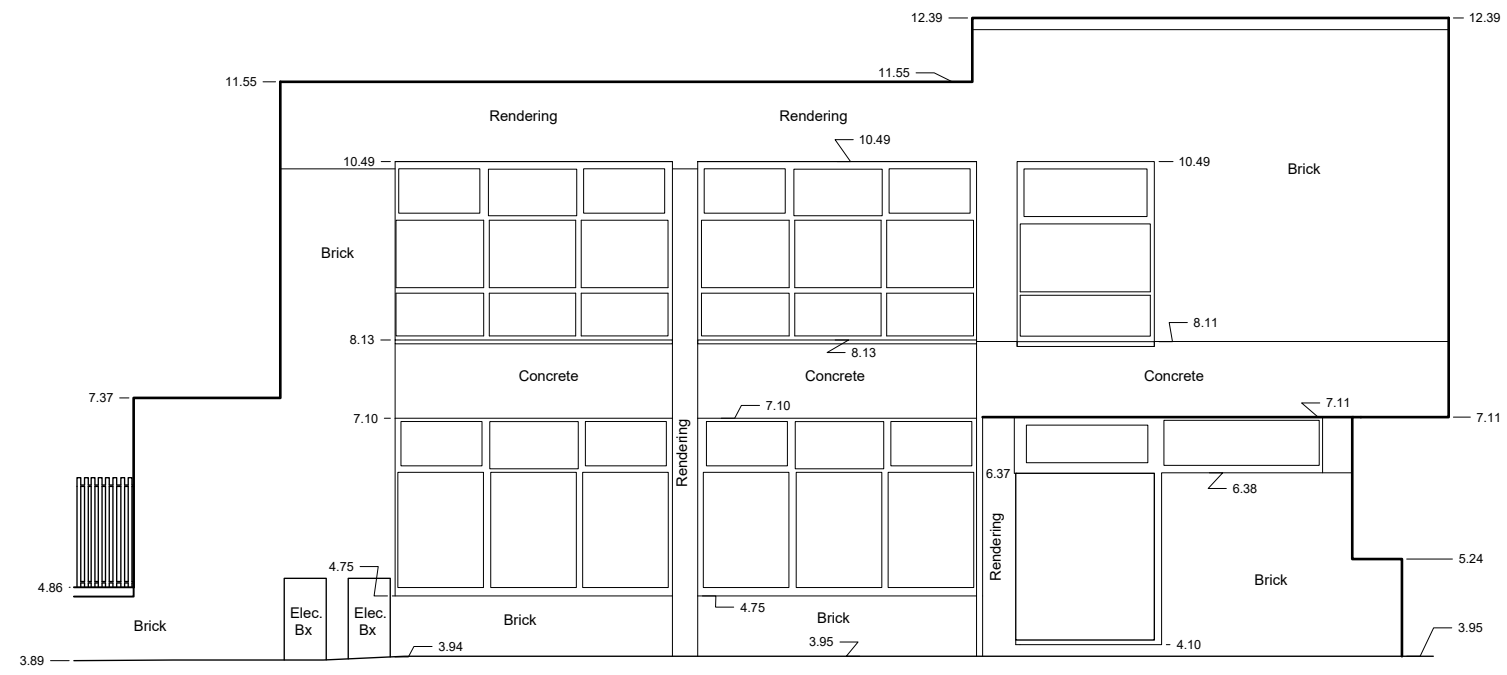 12.39
12.39
11.55
11.55
Rendering
Rendering
10.49
10.49
10.49
Brick
Brick
8.11
8.13
8.13
Concrete
Concrete
Concrete
7.37
7.10
7.10
7.11
7.11
Rendering
6.37
6.38
Rendering
4.75
5.24
4.86
Elec.
Bx
Elec.
Bx
4.75
Brick
Brick
Brick
Brick
3.89
3.94
3.95
4.10
3.95